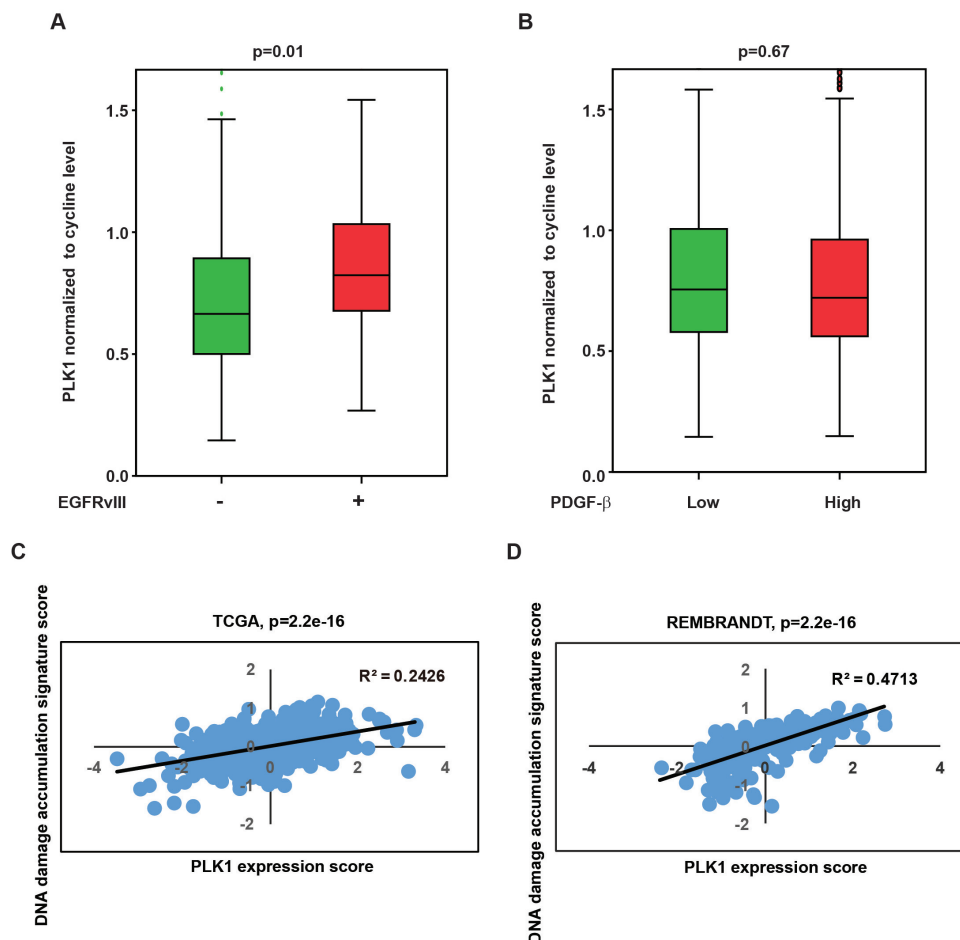 A
p=0.01
PLK1 normalized to cycline level
1.5
1.0
0.5
0.0
EGFRvIII - +
B
p=0.67
PLK1 normalized to cycline level
1.5
1.0
0.5
0.0
PDGF-β Low High
C
TCGA, p=2.2e-16
DNA damage accumulation signature score
R² = 0.2426
2
1
0
-4 -2 0 2 4
-1
-2
PLK1 expression score
D
REMBRANDT, p=2.2e-16
DNA damage accumulation signature score
R² = 0.4713
2
1
0
-4 -2 0 2 4
-1
-2
PLK1 expression score